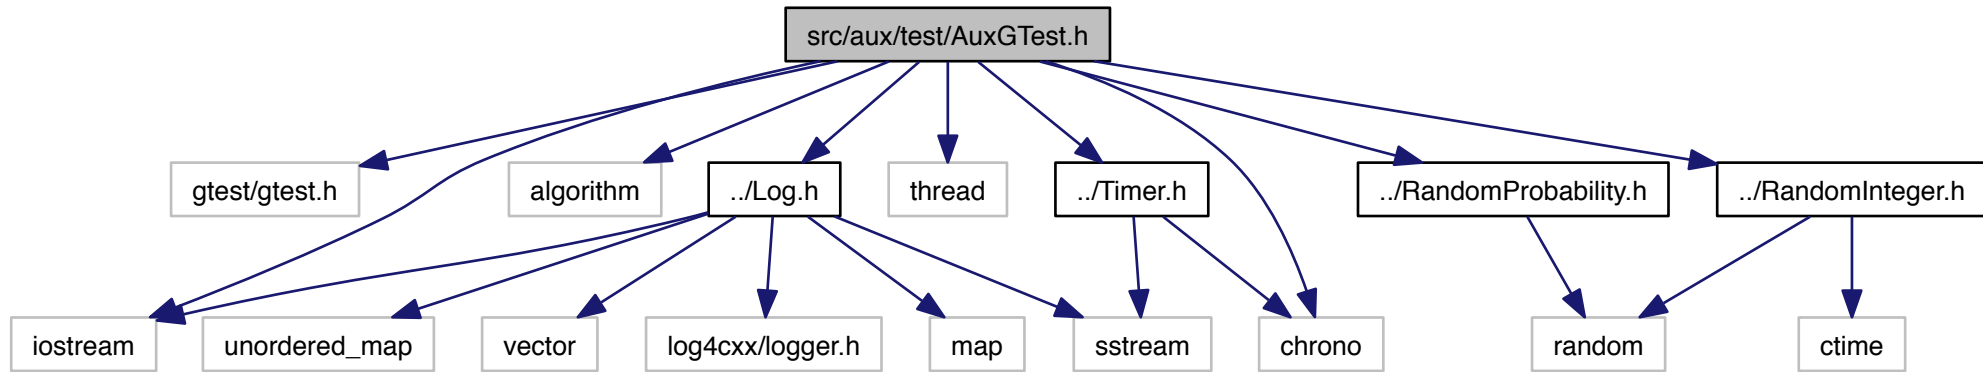 src/aux/test/AuxGTest.h
gtest/gtest.h
algorithm
../Log.h
thread
../Timer.h
../RandomProbability.h
../RandomInteger.h
iostream
unordered_map
vector
log4cxx/logger.h
map
sstream
chrono
random
ctime